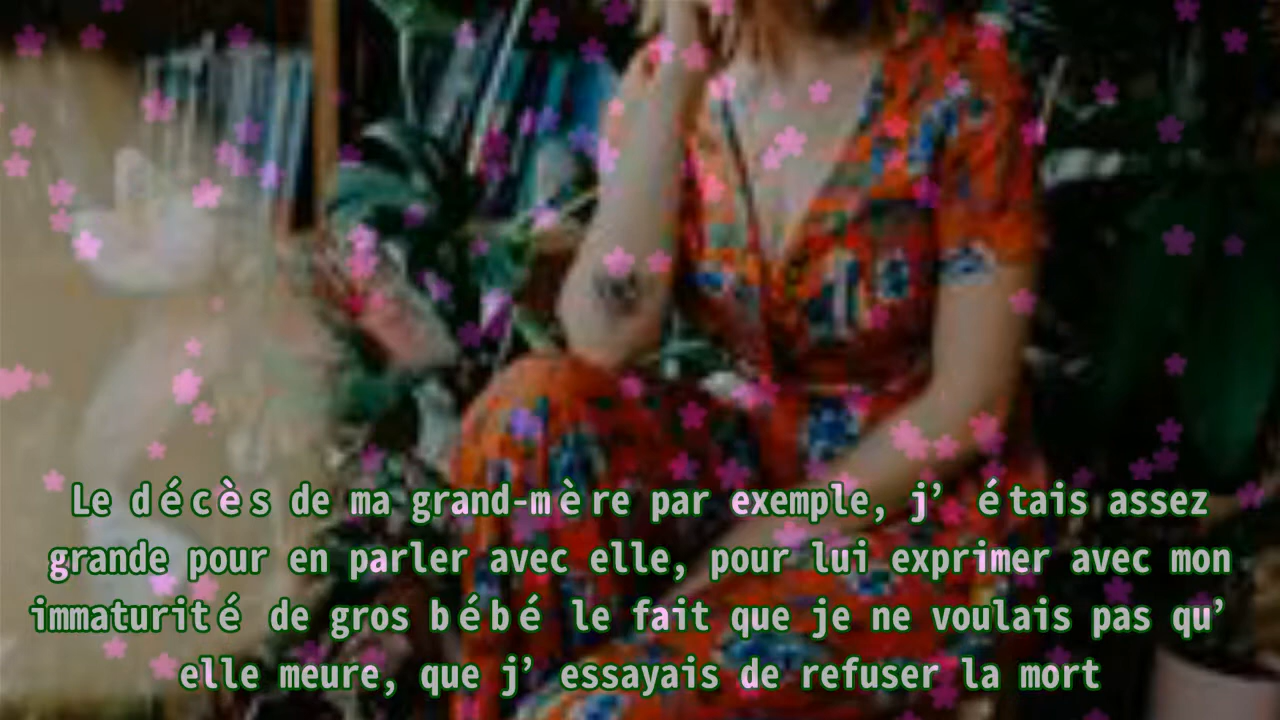 Le décès de ma grand-mère par exemple, j’ étais assez
grande pour en parler avec elle, pour lui exprimer avec mon
immaturité de gros bébé le fait que je ne voulais pas qu’
elle meure, que j’ essayais de refuser la mort